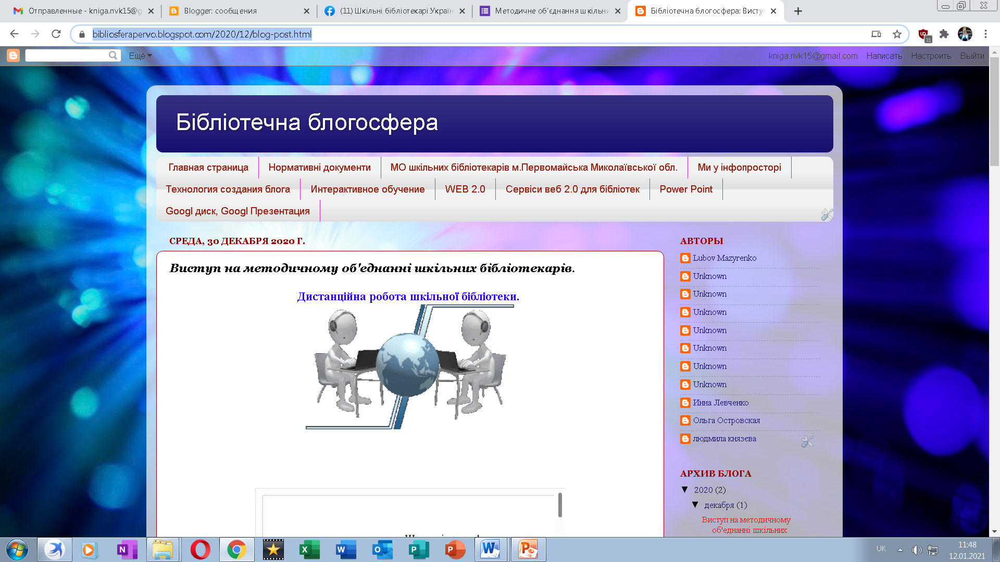 Отправленные - kniga.nvk15@g
Blogger: сообщения
(11) Шкільні бібліотекарі Україн
Методичне об'єднання шкільни
Бібліотечна блогосфера: Висту
bibliosferapervo.blogspot.com/2020/12/blog-post.html
31
Ещё
kniga.nvk15@gmail.com Написать Настроить Выйти
Бібліотечна блогосфера
Главная страница
Нормативні документи
МО шкільних бібліотекарів м.Первомайська Миколаївської обл.
Ми у інфопросторі
Технология создания блога
Интерактивное обучение
WEB 2.0
Сервіси веб 2.0 для бібліотек
Power Point
Googl диск, Googl Презентация
СРЕДА, 30 ДЕКАБРЯ 2020 Г.
Виступ на методичному об'єднанні шкільних бібліотекарів.
Дистанційна робота шкільної бібліотеки.
АВТОРЫ
Lubov Mazyrenko
Unknown
Unknown
Unknown
Unknown
Unknown
Unknown
Unknown
Инна Левченко
Ольга Островская
людмила князєва
АРХИВ БЛОГА
▼ 2020 (2)
▼ декабря (1)
Виступ на методичному
об'єднанні шкільних
UK
11:48
12.01.2021